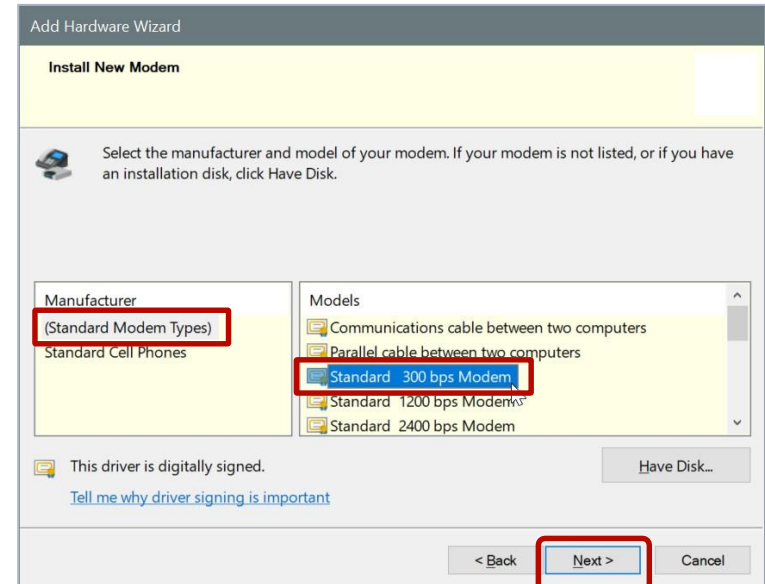 Add Hardware Wizard
Install New Modem
Select the manufacturer and model of your modem. If your modem is not listed, or if you have
an installation disk, click Have Disk.
Manufacturer
(Standard Modem Types)
Standard Cell Phones
Models
Communications cable between two computers
Parallel cable between two computers
Standard 300 bps Modem
Standard 1200 bps Modem
Standard 2400 bps Modem
This driver is digitally signed.
Have Disk...
Tell me why driver signing is important
< Back
Next >
Cancel